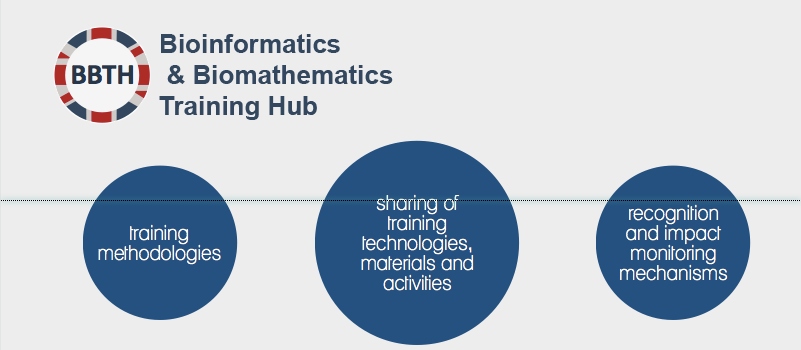 BBTH
Bioinformatics
& Biomathematics
Training Hub
training
methodologies
sharing of
training
technologies,
materials and
activities
recognition
and impact
monitoring
mechanisms